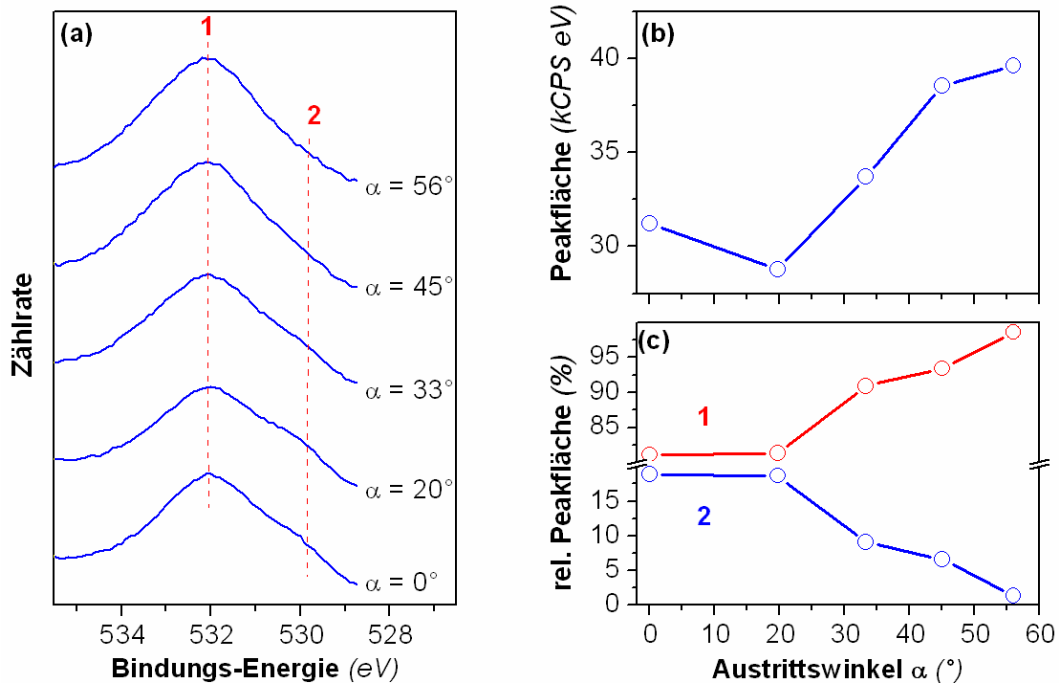 (a)
1
2
α = 56°
α = 45°
α = 33°
α = 20°
α = 0°
Zählrate
534 532 530 528
Bindungs-Energie (eV)
(b)
40
35
30
Peakfläche (kCPS eV)
(c)
95
90
85
15
10
5
0
1
2
rel. Peakfläche (%)
0 10 20 30 40 50 60
Austrittswinkel α (°)